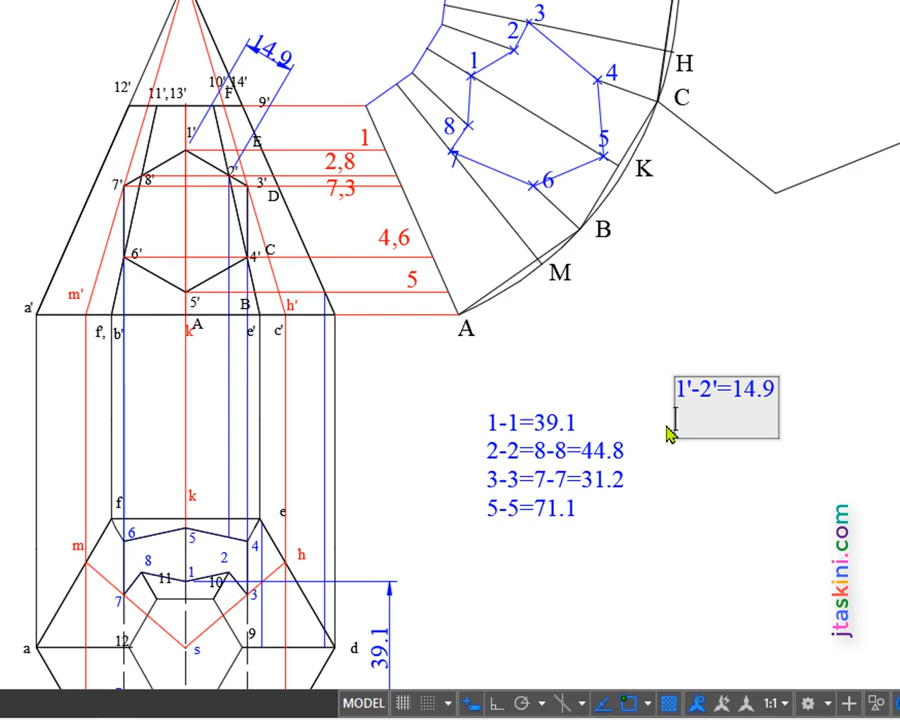 3
2
14.9
H
1
4
12'
11',13'
10'
14'
F
9'
C
8
5
1'
E
1
7
K
2,8
6
7'
8'
2'
3'
7,3
D
B
4,6
6'
4'
C
M
5
m'
5'
B
h'
a'
A
A
f',
b'
k'
e'
c'
1'-2'=14.9
1-1=39.1
2-2=8-8=44.8
3-3=7-7=31.2
5-5=71.1
k
f
e
6
5
4
m
h
8
2
11
1
10
7
3
12
9
a
s
d
39.1
jtaskini.com
MODEL
1:1